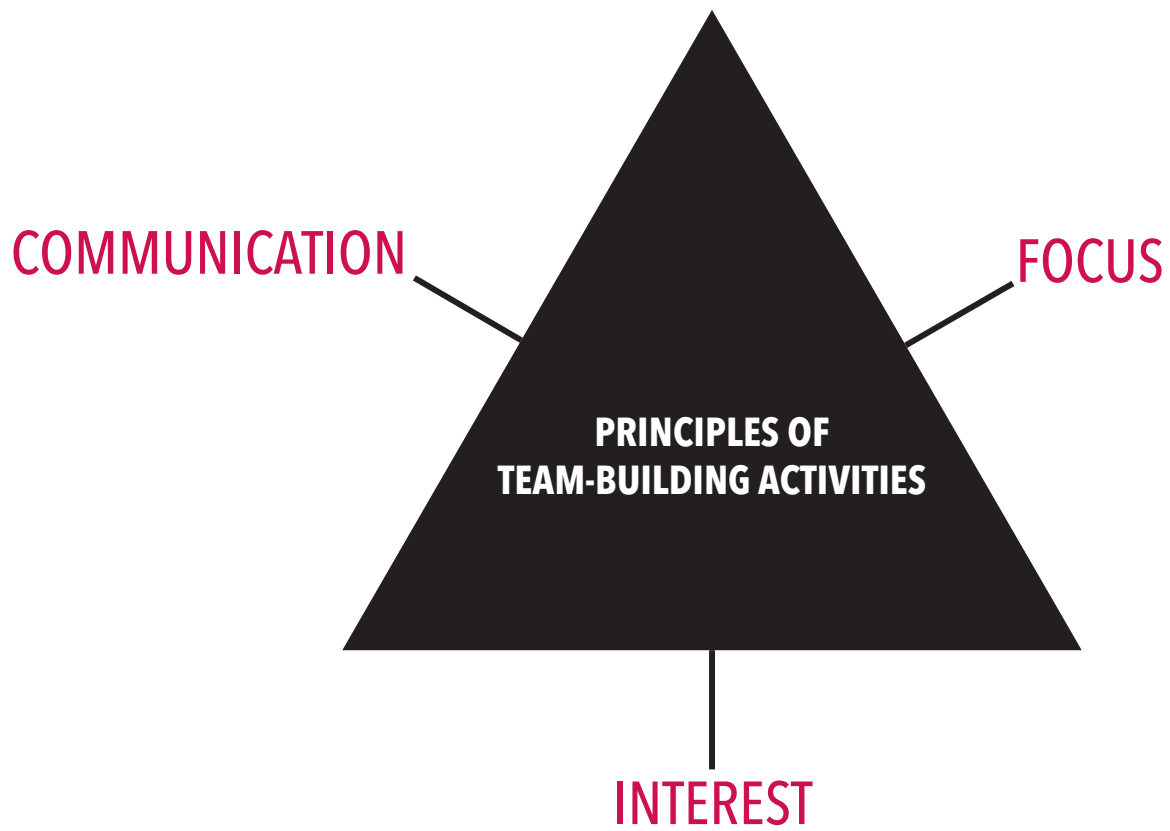 COMMUNICATION
FOCUS
PRINCIPLES OF
TEAM-BUILDING ACTIVITIES
INTEREST